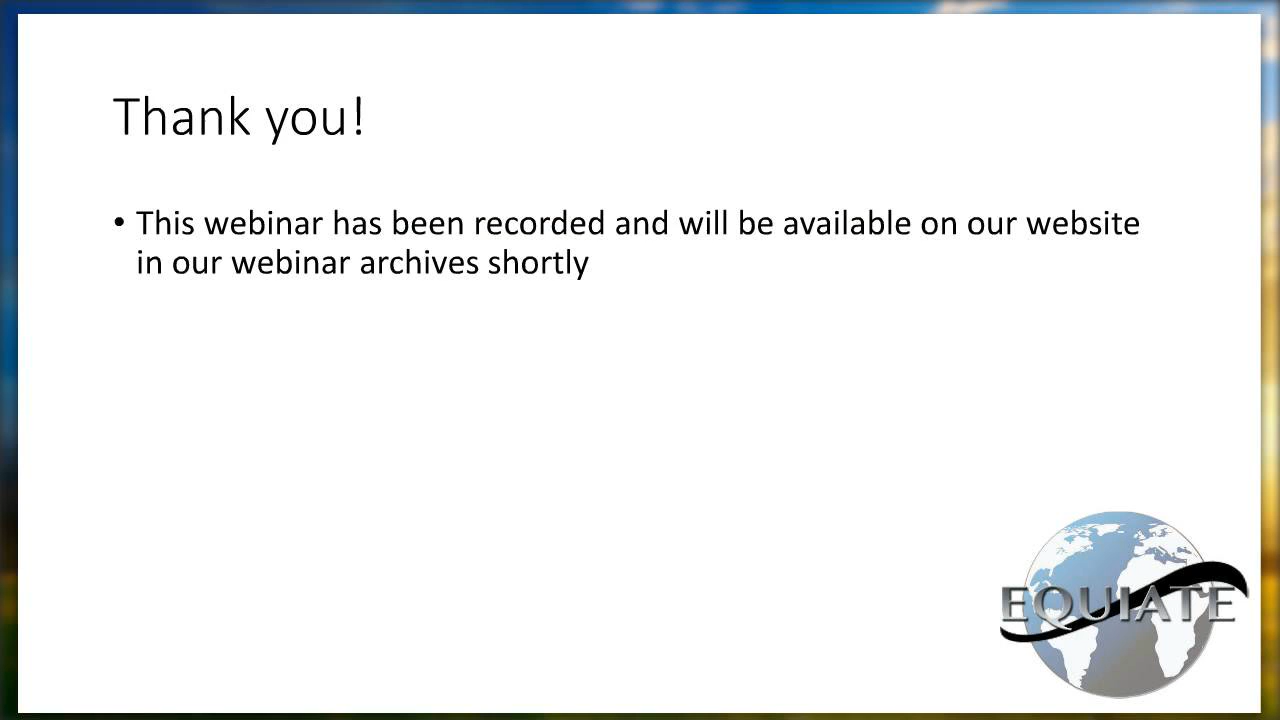 Thank you!
• This webinar has been recorded and will be available on our website
in our webinar archives shortly
EQUIATE